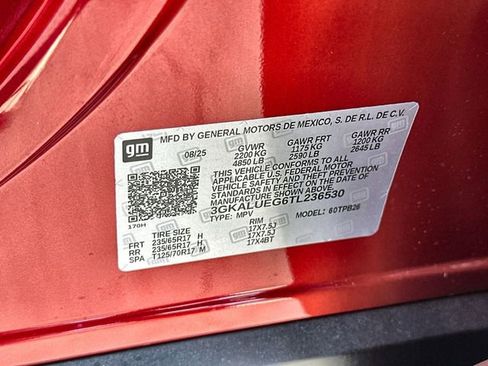 gm
MFD BY GENERAL MOTORS DE MEXICO, S. DE R.L. DE C.V.
08/25 GVWR GAWR FRT GAWR RR
2200 KG 1175 KG 1200 KG
4850 LB 2590 LB 2645 LB
THIS VEHICLE CONFORMS TO ALL
APPLICABLE U.S. FEDERAL MOTOR
VEHICLE SAFETY AND THEFT PREVENTION
STANDARDS IN EFFECT ON THE DATE OF
MANUFACTURE SHOWN ABOVE.
3GKALUEG6TL236530
TYPE: MPV MODEL: 6DTPB26
170H
TIRE SIZE RIM
FRT 235/65R17 H 17X7.5J
RR 235/65R17 H 17X7.5J
SPA T125/70R17 M 17X4BT